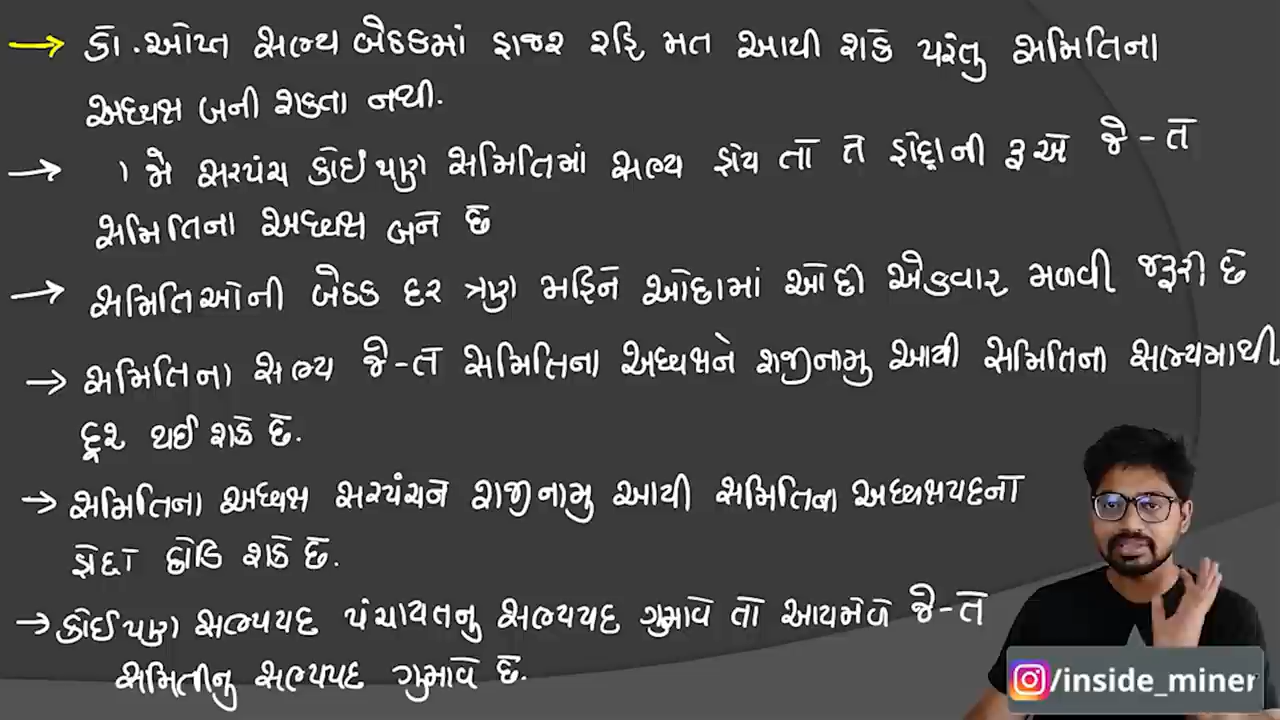 → કો.ઓપ્ત સભ્ય બેઠકમાં હાજર રહિ મત આપી શકે પરંતુ સમિતિના
અધ્યક્ષ બની શકતા નથી.
→ જો સરપંચ કોઈપણ સમિતિમાં સભ્ય હોય તો તે હોદ્દાની રૂએ જે-તે
સમિતિના અધ્યક્ષ બને છે
→ સમિતિઓની બેઠક દર ત્રણ મહિને ઓછામાં ઓછી એકવાર મળવી જરૂરી છે
→ સમિતિના સભ્ય જે-તે સમિતિના અધ્યક્ષને રાજીનામુ આપી સમિતિના સભ્યમાથી
દુર થઈ શકે છે.
→ સમિતિના અધ્યક્ષ સરપંચને રાજીનામુ આપી સમિતિના અધ્યક્ષપદનો
હોદો છોડિ શકે છે.
→ કોઈપણ સભ્યપદ પંચાયતનુ સભ્યપદ ગુમાવે તો આપમેળે જે-તે
સમિતીનુ સભ્યપદ ગુમાવે છે.
/inside_miner